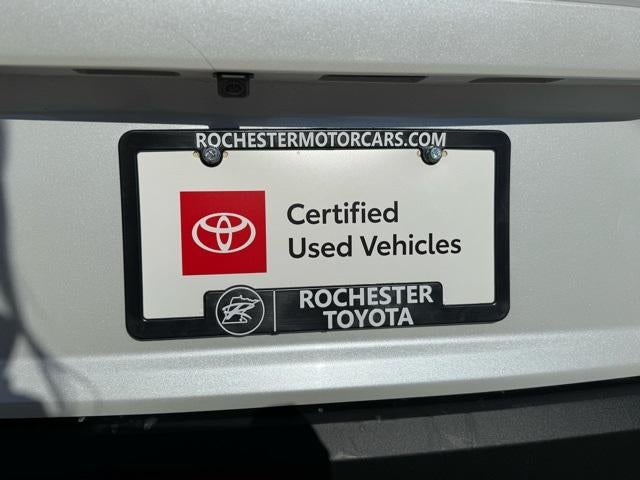 ROCHESTERMOTORCARS.COM
Certified
Used Vehicles
ROCHESTER
TOYOTA